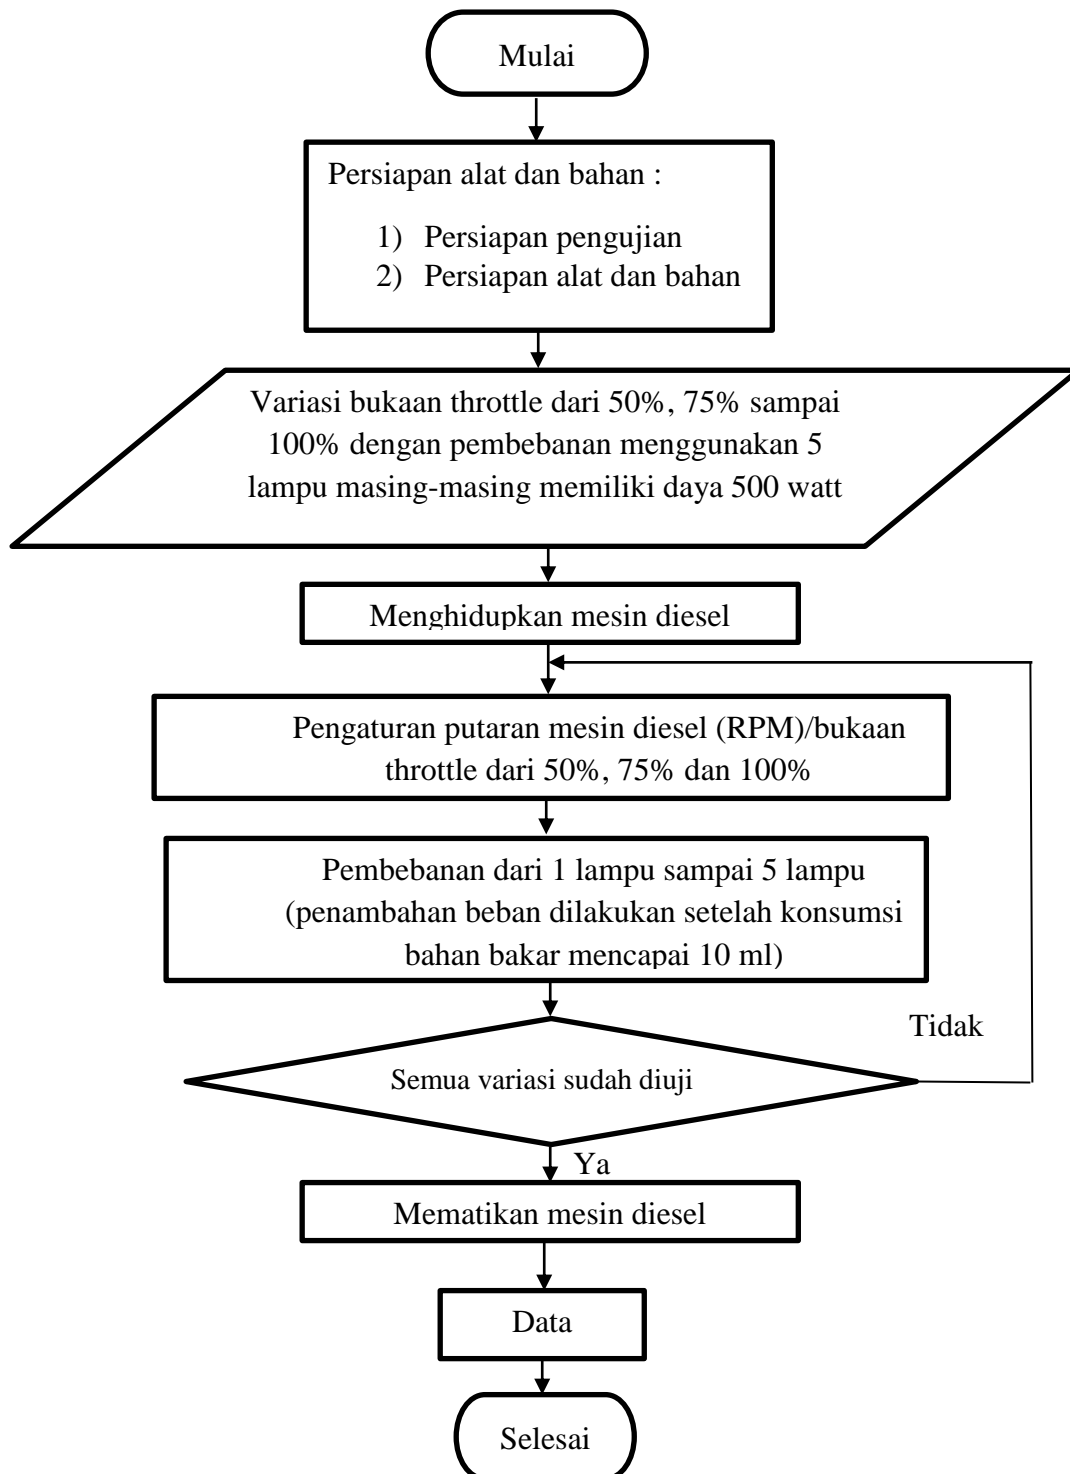 Mulai
Persiapan alat dan bahan :
1) Persiapan pengujian
2) Persiapan alat dan bahan
Variasi bukaan throttle dari 50%, 75% sampai
100% dengan pembebanan menggunakan 5
lampu masing-masing memiliki daya 500 watt
Menghidupkan mesin diesel
Pengaturan putaran mesin diesel (RPM)/bukaan
throttle dari 50%, 75% dan 100%
Pembebanan dari 1 lampu sampai 5 lampu
(penambahan beban dilakukan setelah konsumsi
bahan bakar mencapai 10 ml)
Tidak
Semua variasi sudah diuji
Ya
Mematikan mesin diesel
Data
Selesai